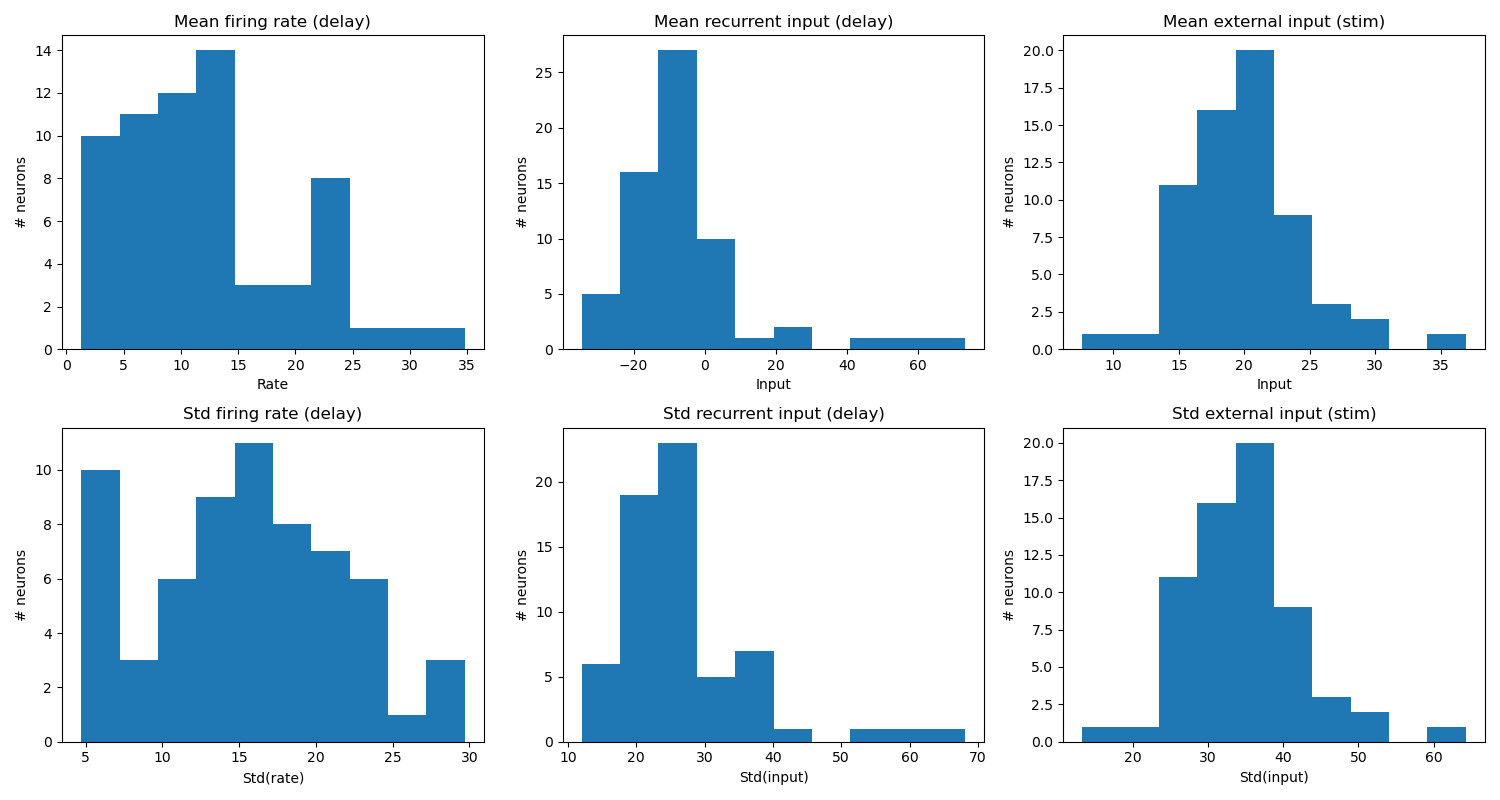 Mean firing rate (delay)
# neurons
14
12
10
8
6
4
2
0
0 5 10 15 20 25 30 35
Rate
Mean recurrent input (delay)
# neurons
25
20
15
10
5
0
−20 0 20 40 60
Input
Mean external input (stim)
# neurons
20.0
17.5
15.0
12.5
10.0
7.5
5.0
2.5
0.0
10 15 20 25 30 35
Input
Std firing rate (delay)
# neurons
10
8
6
4
2
0
5 10 15 20 25 30
Std(rate)
Std recurrent input (delay)
# neurons
20
15
10
5
0
10 20 30 40 50 60 70
Std(input)
Std external input (stim)
# neurons
20.0
17.5
15.0
12.5
10.0
7.5
5.0
2.5
0.0
20 30 40 50 60
Std(input)